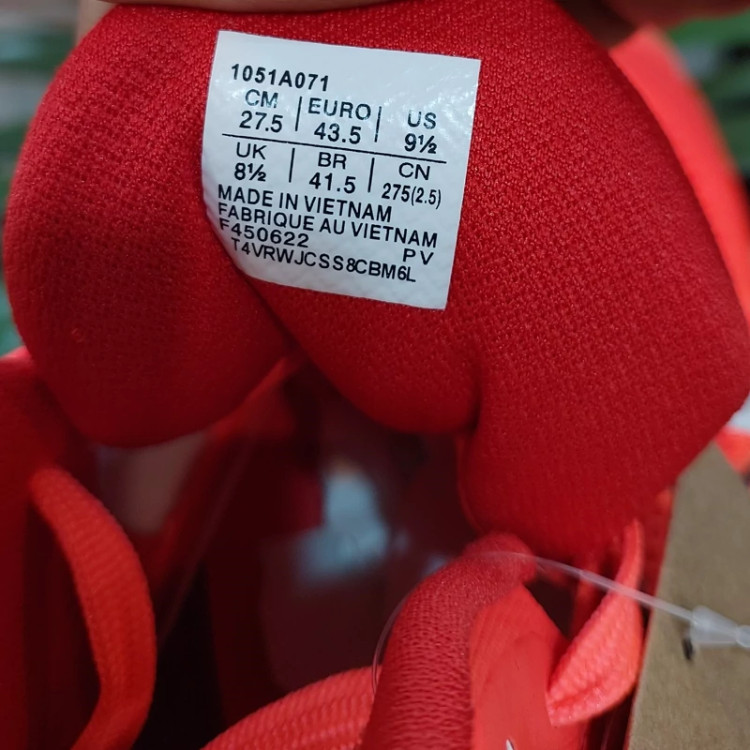 1051A071
CM | EURO | US
27.5 | 43.5 | 9½
UK | BR | CN
8½ | 41.5 | 275(2.5)
MADE IN VIETNAM
FABRIQUE AU VIETNAM
F450622 PV
T4VRWJCSS8CBM6L